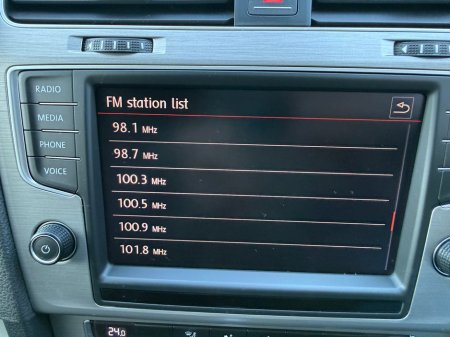 RADIO
MEDIA
PHONE
VOICE
FM station list
98.1 MHz
98.7 MHz
100.3 MHz
100.5 MHz
100.9 MHz
101.8 MHz
24.0